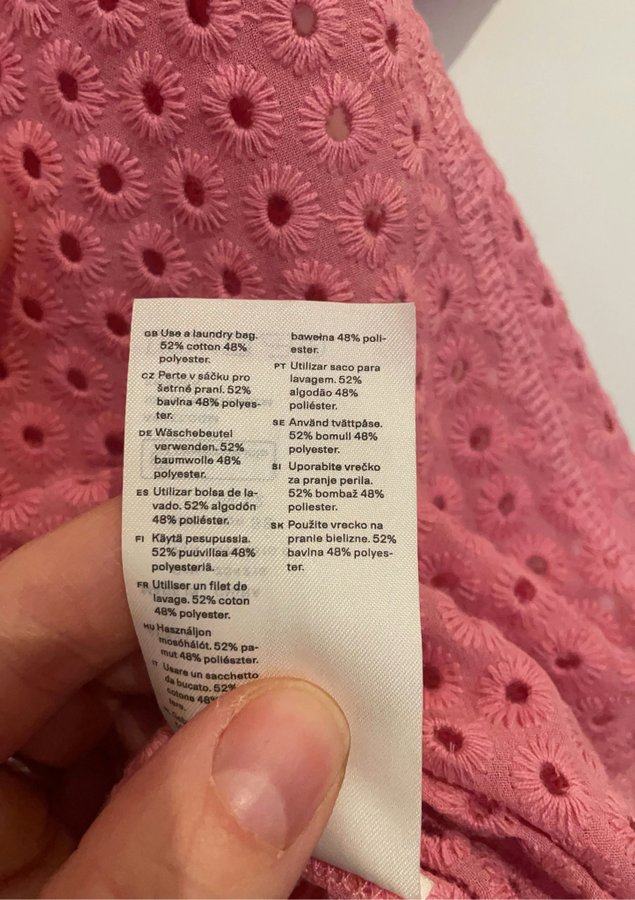 GB Use a laundry bag.
52% cotton 48%
polyester.
CZ Perte v sáčku pro
šetrné praní. 52%
bavlna 48% polyes-
ter.
DE Wäschebeutel
verwenden. 52%
baumwolle 48%
polyester.
ES Utilizar bolsa de la-
vado. 52% algodón
48% poliéster.
FI Käytä pesupussia.
52% puuvillaa 48%
polyesteriä.
FR Utiliser un filet de
lavage. 52% coton
48% polyester.
HU Használjon
mosóhálót. 52% pa-
mut 48% poliészter.
IT Usare un sacchetto
da bucato. 52%
cotone 48%
bawełna 48% poli-
ester.
PT Utilizar saco para
lavagem. 52%
algodão 48%
poliéster.
SE Använd tvättpåse.
52% bomull 48%
polyester.
SI Uporabite vrečko
za pranje perila.
52% bombaž 48%
poliester.
SK Použite vrecko na
pranie bielizne. 52%
bavlna 48% polyes-
ter.